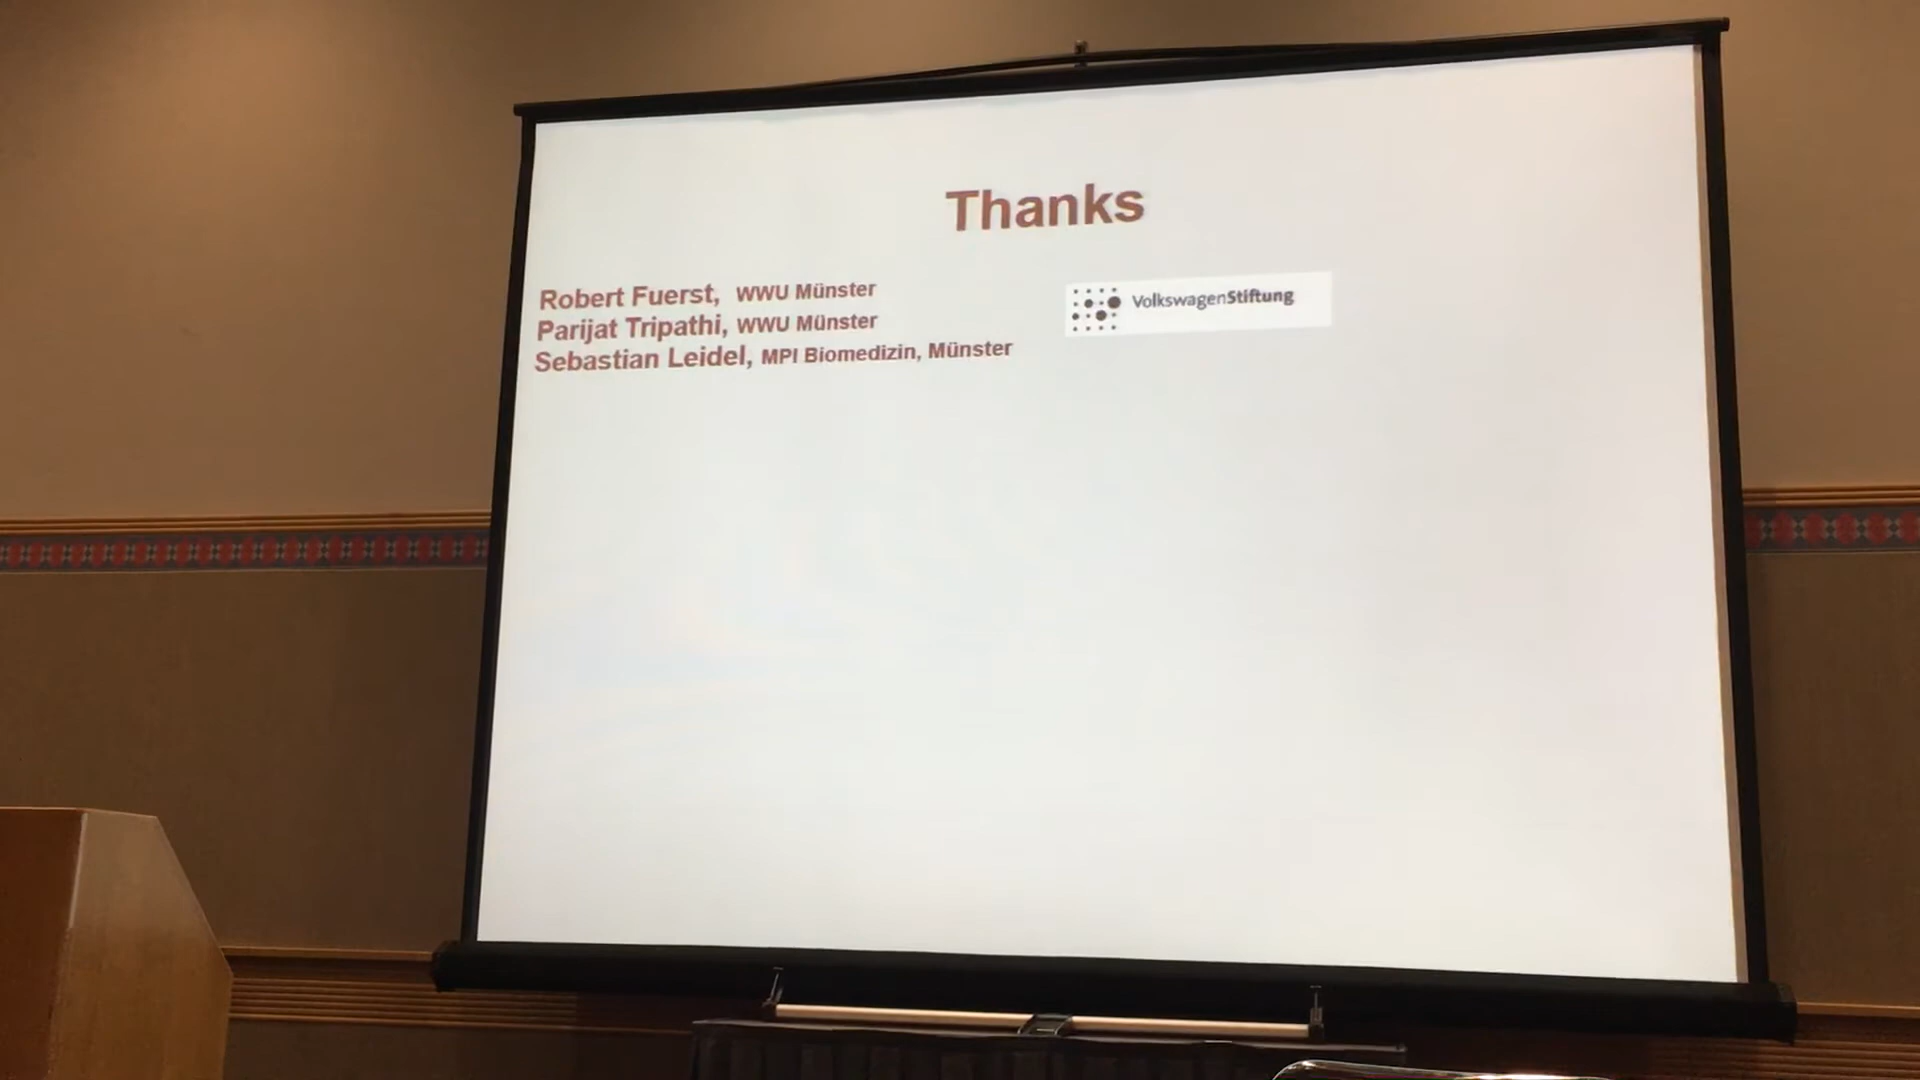 Thanks
Robert Fuerst, WWU Münster
Parijat Tripathi, WWU Münster
Sebastian Leidel, MPI Biomedizin, Münster
VolkswagenStiftung